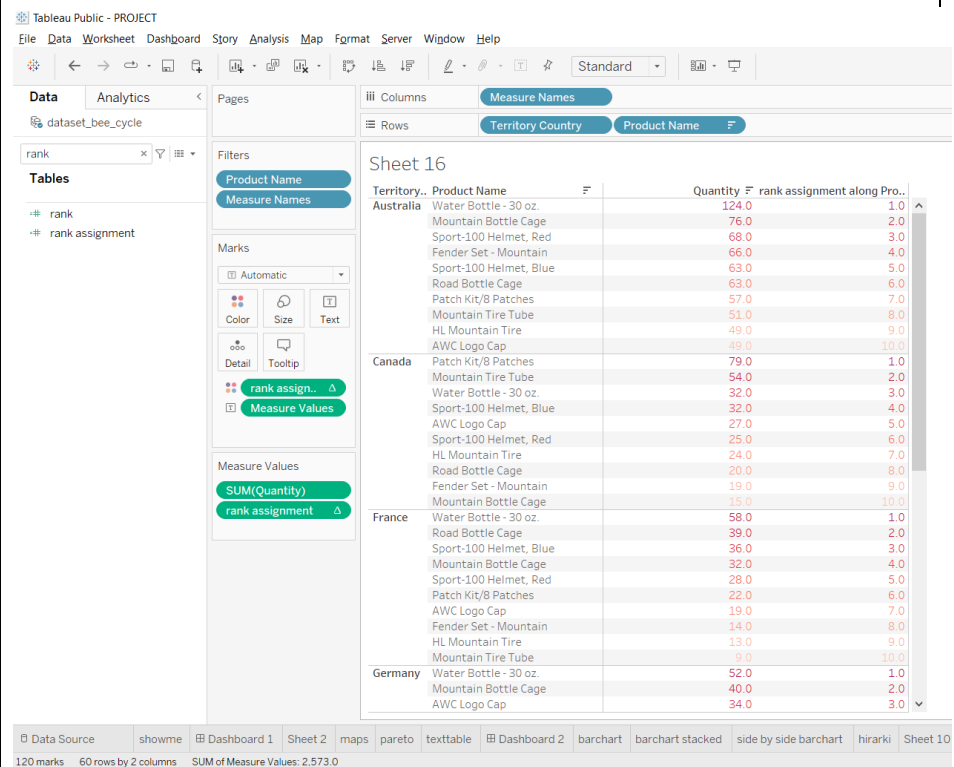 Tableau Public - PROJECT
File Data Worksheet Dashboard Story Analysis Map Format Server Window Help
Standard
Data Analytics
dataset_bee_cycle
rank
Tables
rank
rank assignment
Pages
Filters
Product Name
Measure Names
Marks
Automatic
Color Size Text
Detail Tooltip
rank assign.. Δ
Measure Values
Measure Values
SUM(Quantity)
rank assignment Δ
Columns Measure Names
Rows Territory Country Product Name
Sheet 16
Territory.. Product Name Quantity rank assignment along Pro..
Australia Water Bottle - 30 oz. 124.0 1.0
Mountain Bottle Cage 76.0 2.0
Sport-100 Helmet, Red 68.0 3.0
Fender Set - Mountain 66.0 4.0
Sport-100 Helmet, Blue 63.0 5.0
Road Bottle Cage 63.0 6.0
Patch Kit/8 Patches 57.0 7.0
Mountain Tire Tube 51.0 8.0
HL Mountain Tire 49.0 9.0
AWC Logo Cap 49.0 10.0
Canada Patch Kit/8 Patches 79.0 1.0
Mountain Tire Tube 54.0 2.0
Water Bottle - 30 oz. 32.0 3.0
Sport-100 Helmet, Blue 32.0 4.0
AWC Logo Cap 27.0 5.0
Sport-100 Helmet, Red 25.0 6.0
HL Mountain Tire 24.0 7.0
Road Bottle Cage 20.0 8.0
Fender Set - Mountain 19.0 9.0
Mountain Bottle Cage 15.0 10.0
France Water Bottle - 30 oz. 58.0 1.0
Road Bottle Cage 39.0 2.0
Sport-100 Helmet, Blue 36.0 3.0
Mountain Bottle Cage 32.0 4.0
Sport-100 Helmet, Red 28.0 5.0
Patch Kit/8 Patches 22.0 6.0
AWC Logo Cap 19.0 7.0
Fender Set - Mountain 14.0 8.0
HL Mountain Tire 13.0 9.0
Mountain Tire Tube 9.0 10.0
Germany Water Bottle - 30 oz. 52.0 1.0
Mountain Bottle Cage 40.0 2.0
AWC Logo Cap 34.0 3.0
Data Source showme Dashboard 1 Sheet 2 maps pareto texttable Dashboard 2 barchart barchart stacked side by side barchart hirarki Sheet 10
120 marks 60 rows by 2 columns SUM of Measure Values: 2,573.0